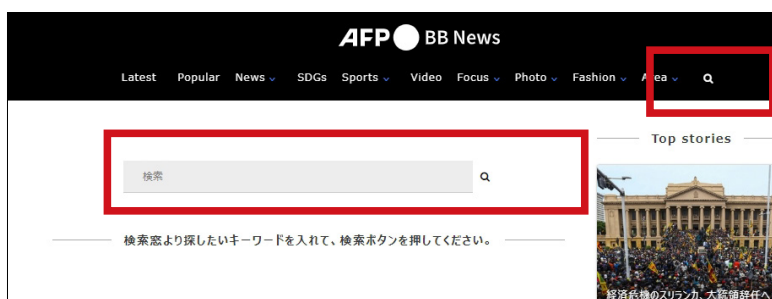 AFP BB News
Latest Popular News SDGs Sports Video Focus Photo Fashion Area
Top stories
検索
検索窓より探したいキーワードを入れて、検索ボタンを押してください。
経済危機のスリランカ、大統領辞任へ